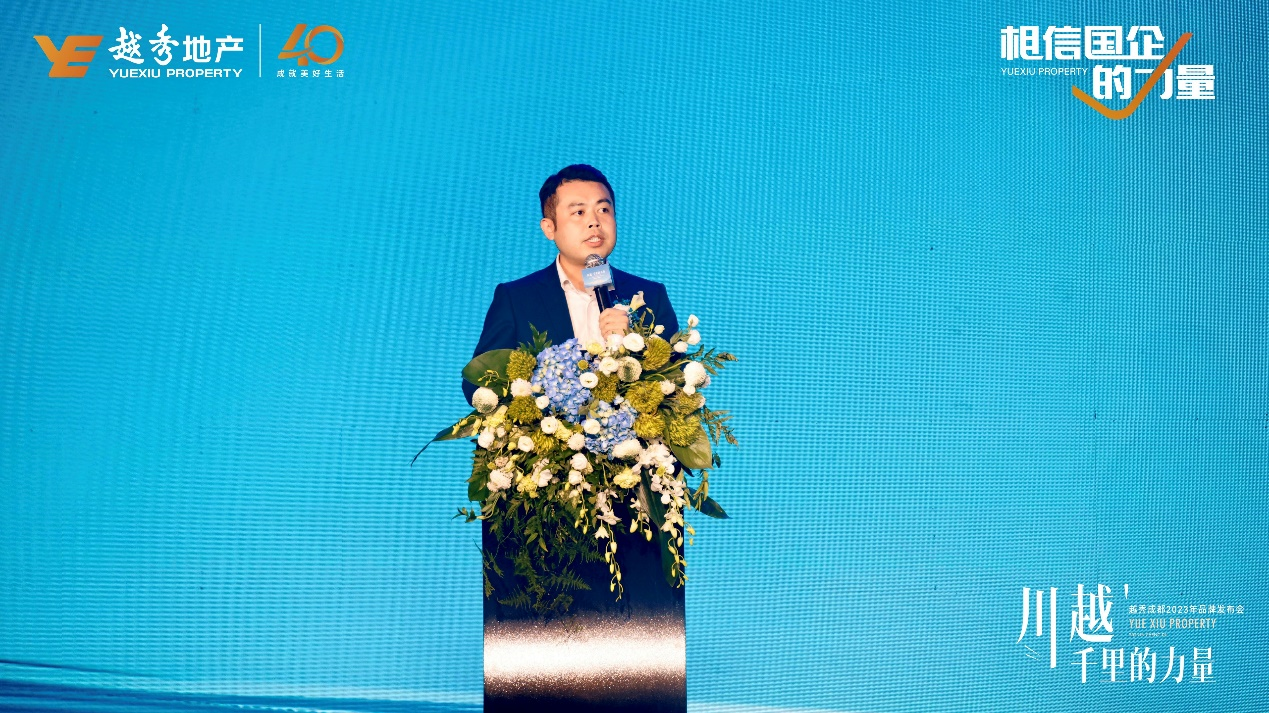 YE 越秀地产
YUEXIU PROPERTY
40
成就美好生活
相信国企
YUEXIU PROPERTY
的力量
川越'
越秀成都2023年品牌发布会
YUE XIU PROPERTY
千里的力量